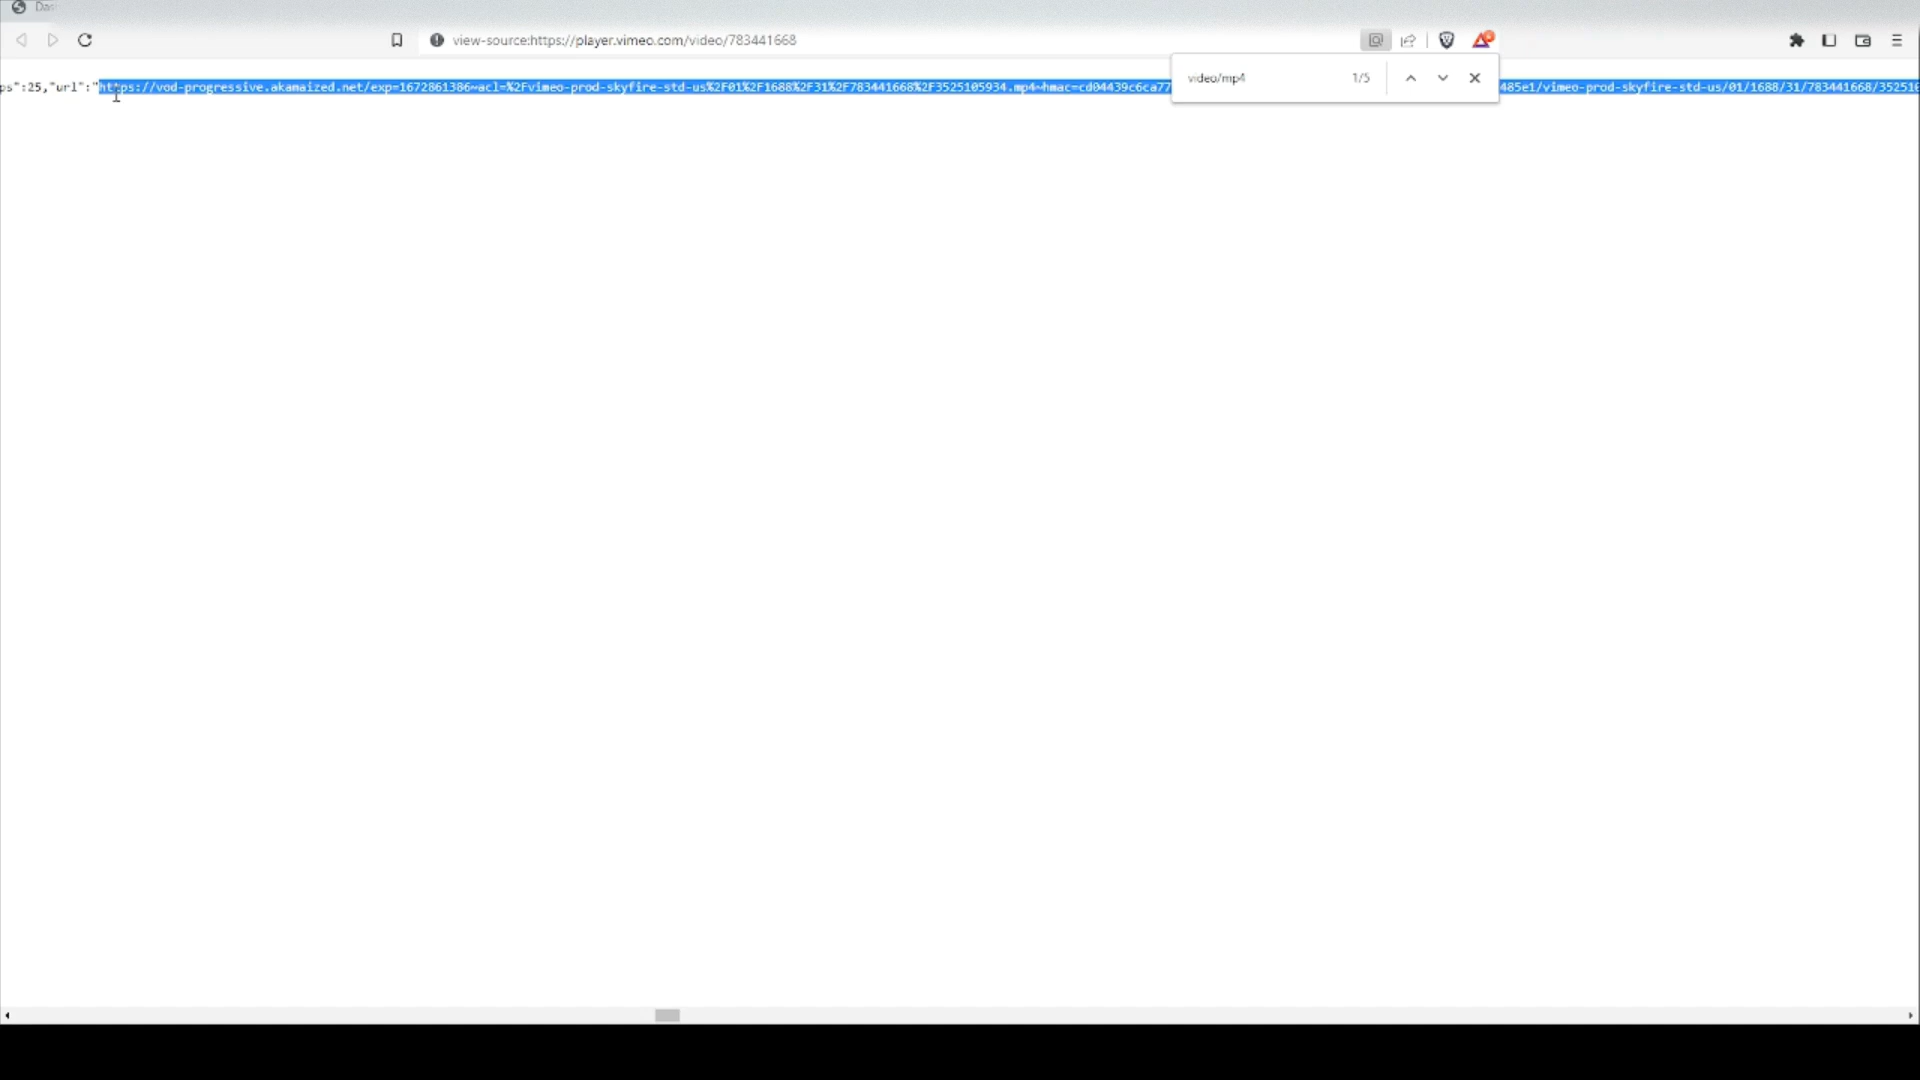 Das
view-source:https://player.vimeo.com/video/783441668
video/mp4 1/5
ps":25,"url":"https://vod-progressive.akamaized.net/exp=1672861386~acl=%2Fvimeo-prod-skyfire-std-us%2F01%2F1688%2F31%2F783441668%2F3525105934.mp4~hmac=cd04439c6ca77 485e1/vimeo-prod-skyfire-std-us/01/1688/31/783441668/352510